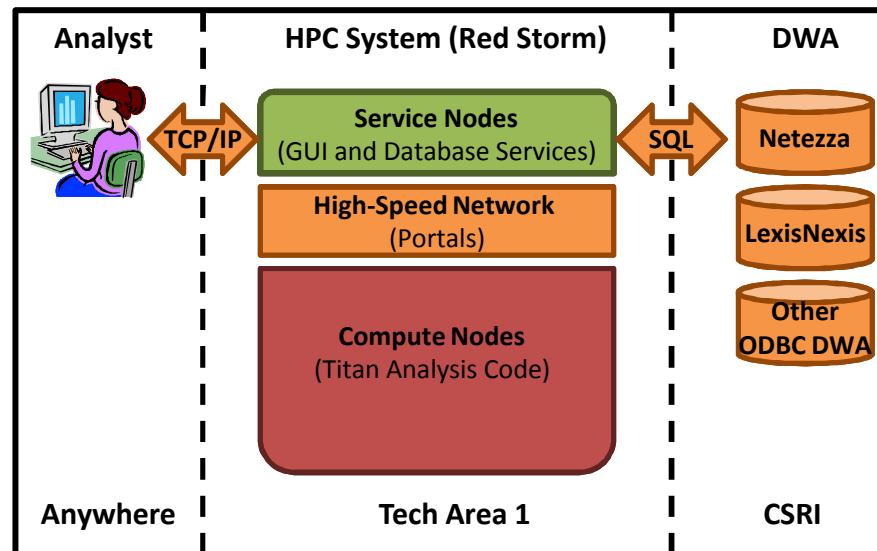 Analyst
HPC System (Red Storm)
DWA
TCP/IP
Service Nodes
(GUI and Database Services)
SQL
Netezza
High-Speed Network
(Portals)
LexisNexis
Other
ODBC DWA
Compute Nodes
(Titan Analysis Code)
Anywhere
Tech Area 1
CSRI